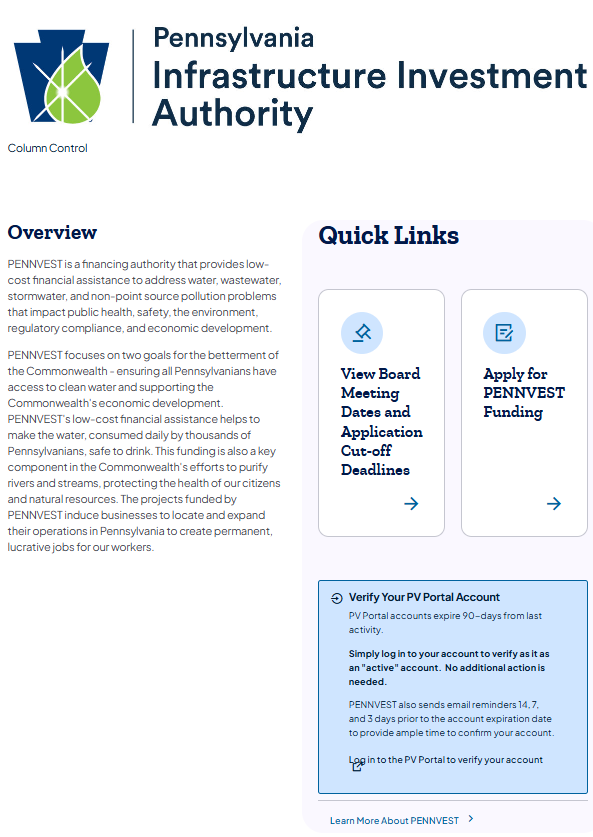 Pennsylvania
Infrastructure Investment
Authority
Column Control
Overview
PENNVEST is a financing authority that provides low-
cost financial assistance to address water, wastewater,
stormwater, and non-point source pollution problems
that impact public health, safety, the environment,
regulatory compliance, and economic development.
PENNVEST focuses on two goals for the betterment of
the Commonwealth - ensuring all Pennsylvanians have
access to clean water and supporting the
Commonwealth's economic development.
PENNVEST's low-cost financial assistance helps to
make the water, consumed daily by thousands of
Pennsylvanians, safe to drink. This funding is also a key
component in the Commonwealth's efforts to purify
rivers and streams, protecting the health of our citizens
and natural resources. The projects funded by
PENNVEST induce businesses to locate and expand
their operations in Pennsylvania to create permanent,
lucrative jobs for our workers.
Quick Links
View Board
Meeting
Dates and
Application
Cut-off
Deadlines
Apply for
PENNVEST
Funding
Verify Your PV Portal Account
PV Portal accounts expire 90-days from last
activity.
Simply log in to your account to verify as it as
an "active" account. No additional action is
needed.
PENNVEST also sends email reminders 14, 7,
and 3 days prior to the account expiration date
to provide ample time to confirm your account.
Log in to the PV Portal to verify your account
Learn More About PENNVEST